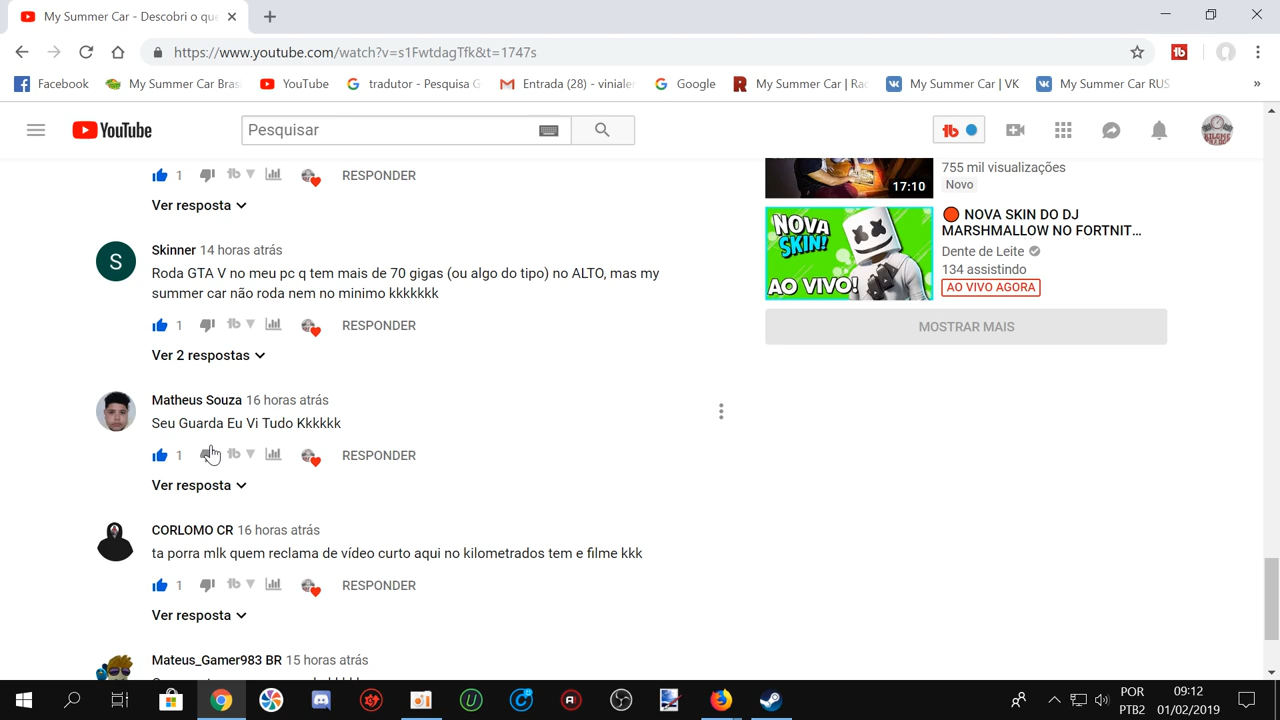 My Summer Car - Descobri o que
https://www.youtube.com/watch?v=s1FwtdagTfk&t=1747s
Facebook My Summer Car Bras YouTube tradutor - Pesquisa G Entrada (28) - viniale Google My Summer Car | Rac My Summer Car | VK My Summer Car RUS »
YouTube
Pesquisar
1 RESPONDER
Ver resposta
Skinner 14 horas atrás
Roda GTA V no meu pc q tem mais de 70 gigas (ou algo do tipo) no ALTO, mas my
summer car não roda nem no minimo kkkkkkk
1 RESPONDER
Ver 2 respostas
Matheus Souza 16 horas atrás
Seu Guarda Eu Vi Tudo Kkkkkk
1 RESPONDER
Ver resposta
CORLOMO CR 16 horas atrás
ta porra mlk quem reclama de vídeo curto aqui no kilometrados tem e filme kkk
1 RESPONDER
Ver resposta
Mateus_Gamer983 BR 15 horas atrás
17:10
755 mil visualizações
Novo
NOVA
SKIN!
AO VIVO!
NOVA SKIN DO DJ
MARSHMALLOW NO FORTNIT...
Dente de Leite
134 assistindo
AO VIVO AGORA
MOSTRAR MAIS
POR
PTB2
09:12
01/02/2019